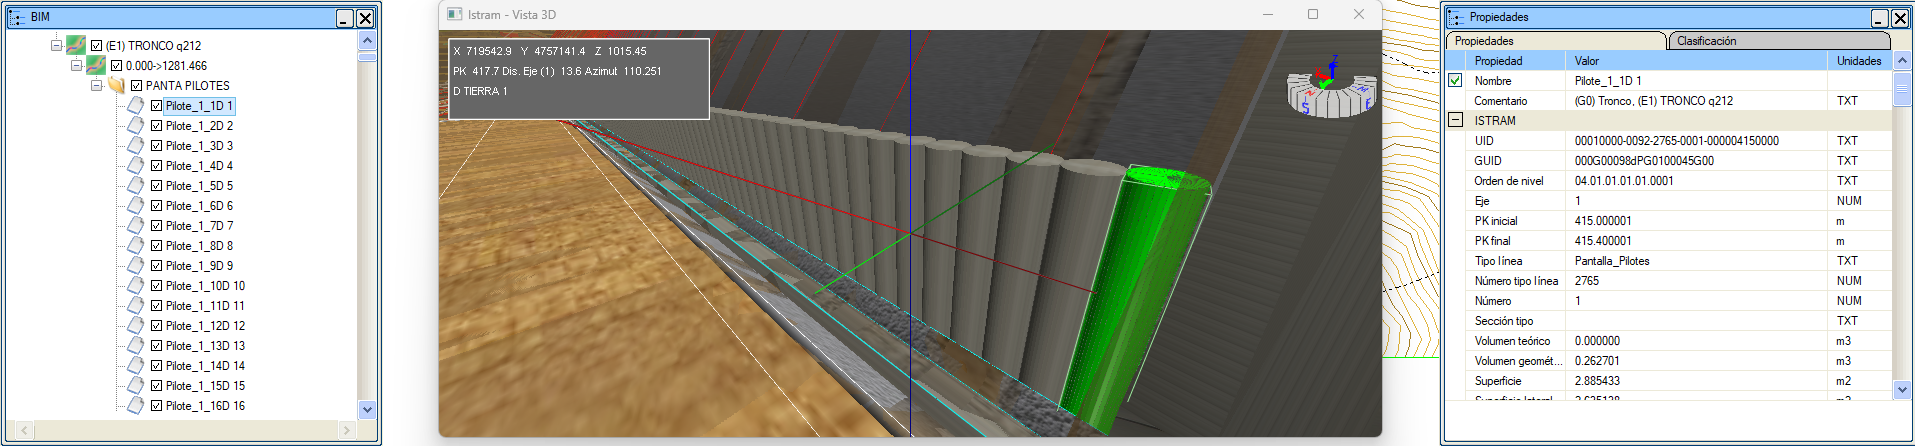 BIM
(E1) TRONCO q212
0.000->1281.466
PANTA PILOTES
Pilote_1_1D 1
Pilote_1_2D 2
Pilote_1_3D 3
Pilote_1_4D 4
Pilote_1_5D 5
Pilote_1_6D 6
Pilote_1_7D 7
Pilote_1_8D 8
Pilote_1_9D 9
Pilote_1_10D 10
Pilote_1_11D 11
Pilote_1_12D 12
Pilote_1_13D 13
Pilote_1_14D 14
Pilote_1_15D 15
Pilote_1_16D 16
Istram - Vista 3D
X 719542.9 Y 4757141.4 Z 1015.45
PK 417.7 Dis. Eje (1) 13.6 Azimut 110.251
D TIERRA 1
Z
S
E
Propiedades
Propiedades Clasificación
Propiedad Valor Unidades
Nombre Pilote_1_1D 1
Comentario (G0) Tronco, (E1) TRONCO q212 TXT
ISTRAM
UID 00010000-0092-2765-0001-000004150000 TXT
GUID 000G00098dPG0100045G00 TXT
Orden de nivel 04.01.01.01.01.0001 TXT
Eje 1 NUM
PK inicial 415.000001 m
PK final 415.400001 m
Tipo línea Pantalla_Pilotes TXT
Número tipo línea 2765 NUM
Número 1 NUM
Sección tipo TXT
Volumen teórico 0.000000 m3
Volumen geomét... 0.262701 m3
Superficie 2.885433 m2